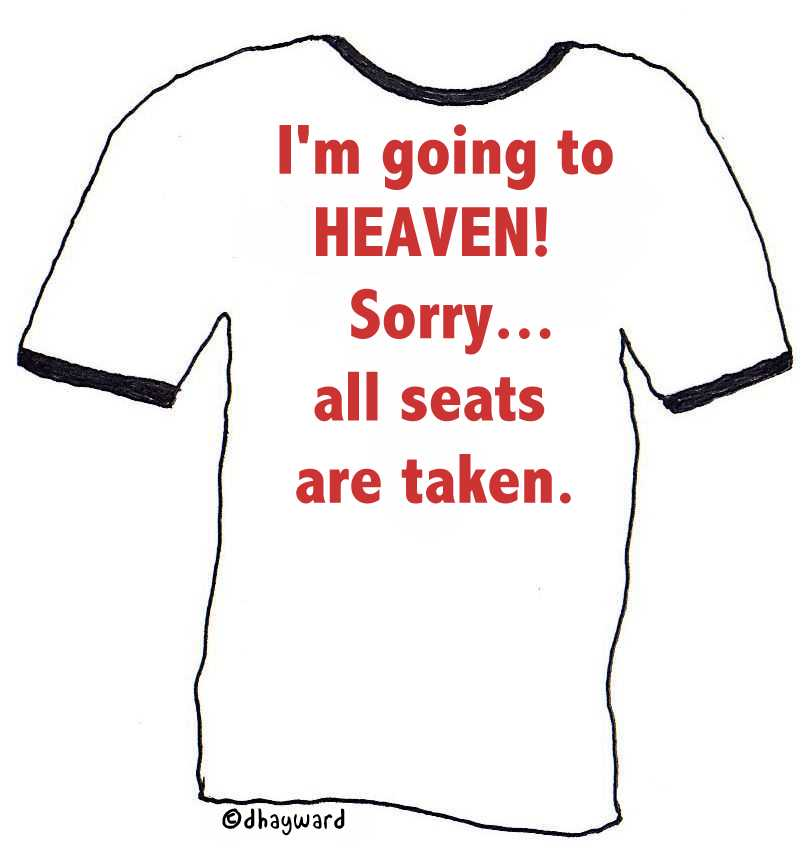 I'm going to
HEAVEN!
Sorry...
all seats
are taken.
©dhayward